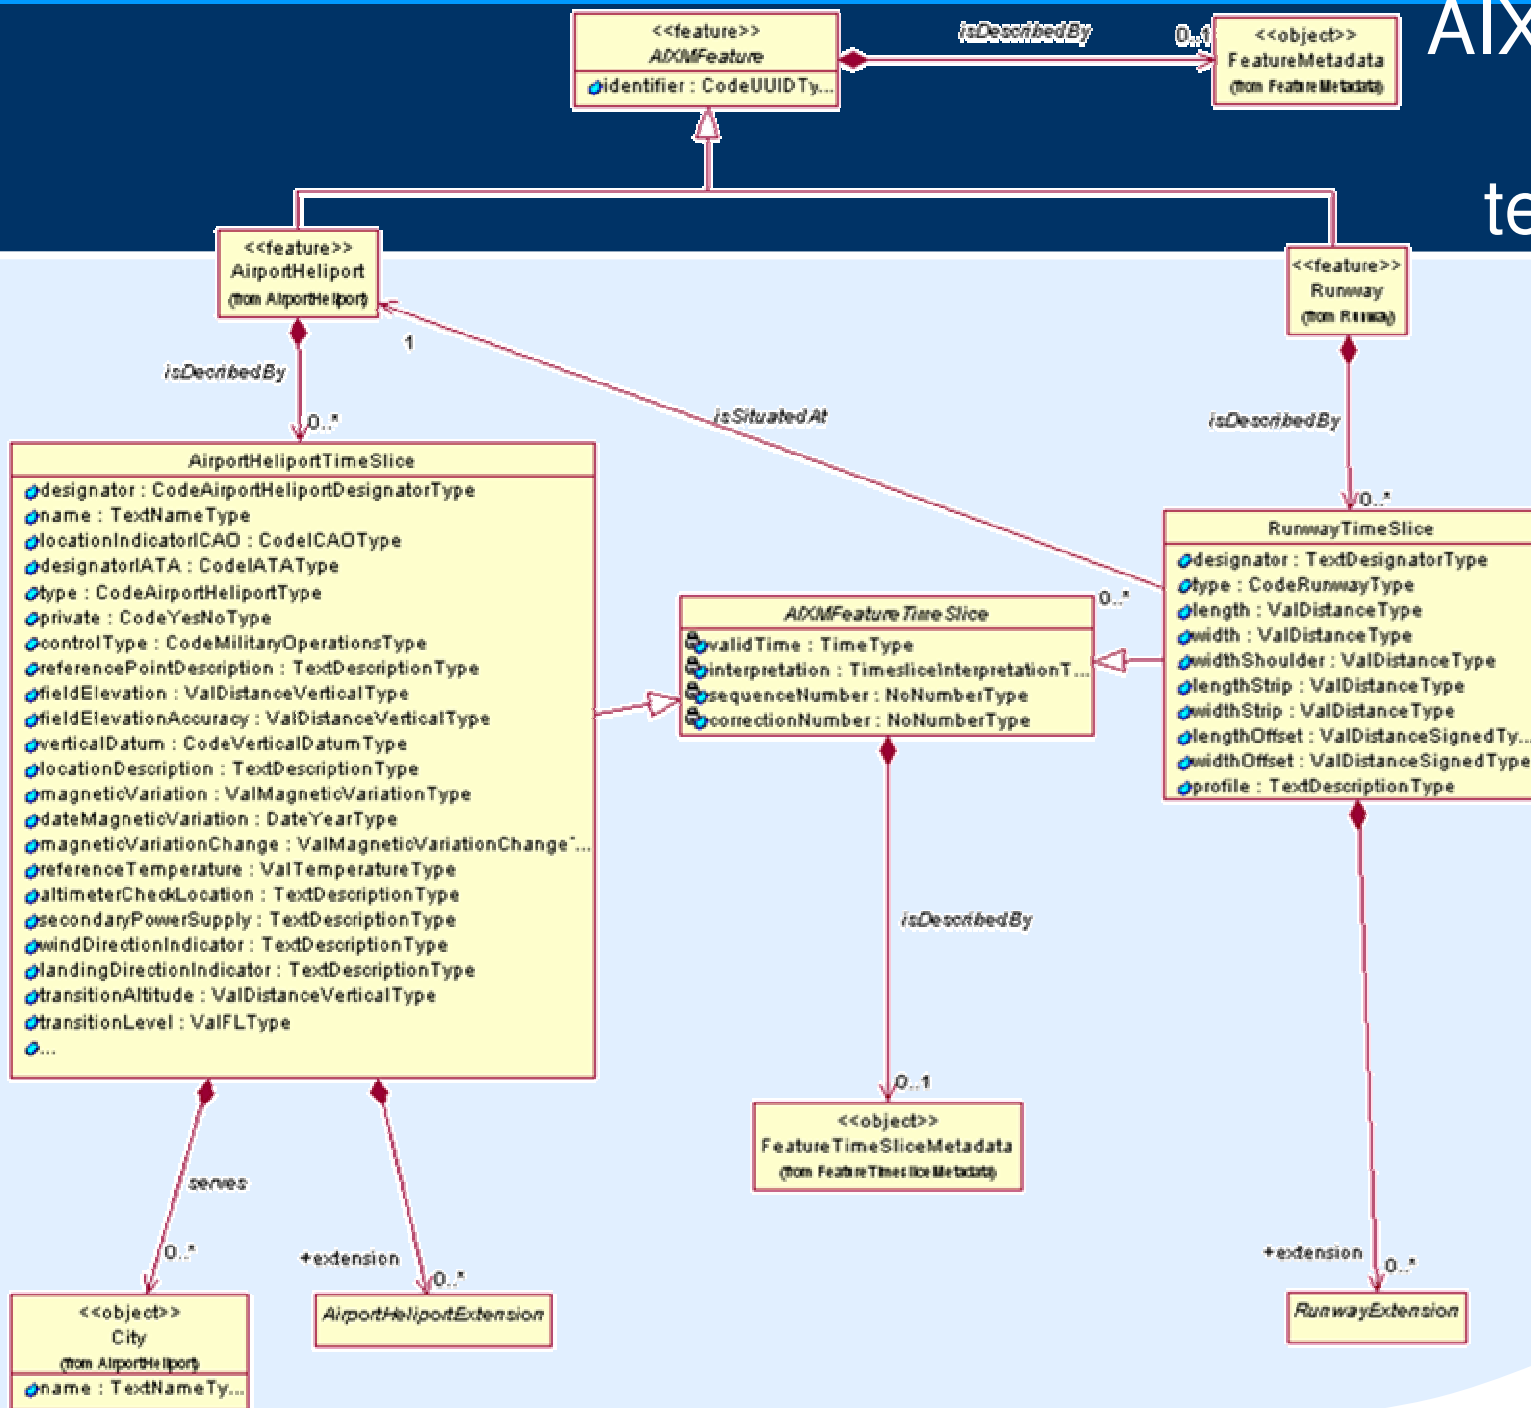 AIX
te
<<feature>>
AIXMFeature
identifier : CodeUUIDTy...
isDescribedBy
0..1
<<object>>
FeatureMetadata
(from FeatureMetadata)
<<feature>>
AirportHeliport
(from AirportHeliport)
<<feature>>
Runway
(from Runway)
1
isDecribedBy
0..*
isSituatedAt
isDescribedBy
0..*
AirportHeliportTimeSlice
designator : CodeAirportHeliportDesignatorType
name : TextNameType
locationIndicatorICAO : CodeICAOType
designatorIATA : CodeIATAType
type : CodeAirportHeliportType
private : CodeYesNoType
controlType : CodeMilitaryOperationsType
referencePointDescription : TextDescriptionType
fieldElevation : ValDistanceVerticalType
fieldElevationAccuracy : ValDistanceVerticalType
verticalDatum : CodeVerticalDatumType
locationDescription : TextDescriptionType
magneticVariation : ValMagneticVariationType
dateMagneticVariation : DateYearType
magneticVariationChange : ValMagneticVariationChange...
referenceTemperature : ValTemperatureType
altimeterCheckLocation : TextDescriptionType
secondaryPowerSupply : TextDescriptionType
windDirectionIndicator : TextDescriptionType
landingDirectionIndicator : TextDescriptionType
transitionAltitude : ValDistanceVerticalType
transitionLevel : ValFLType
...
0..*
AIXMFeatureTimeSlice
validTime : TimeType
interpretation : TimesliceInterpretationT...
sequenceNumber : NoNumberType
correctionNumber : NoNumberType
RunwayTimeSlice
designator : TextDesignatorType
type : CodeRunwayType
length : ValDistanceType
width : ValDistanceType
widthShoulder : ValDistanceType
lengthStrip : ValDistanceType
widthStrip : ValDistanceType
lengthOffset : ValDistanceSignedTy...
widthOffset : ValDistanceSignedType
profile : TextDescriptionType
isDescribedBy
0..1
<<object>>
FeatureTimeSliceMetadata
(from FeatureTimesliceMetadata)
serves
0..*
+extension
0..*
+extension
0..*
<<object>>
City
(from AirportHeliport)
name : TextNameTy...
AirportHeliportExtension
RunwayExtension